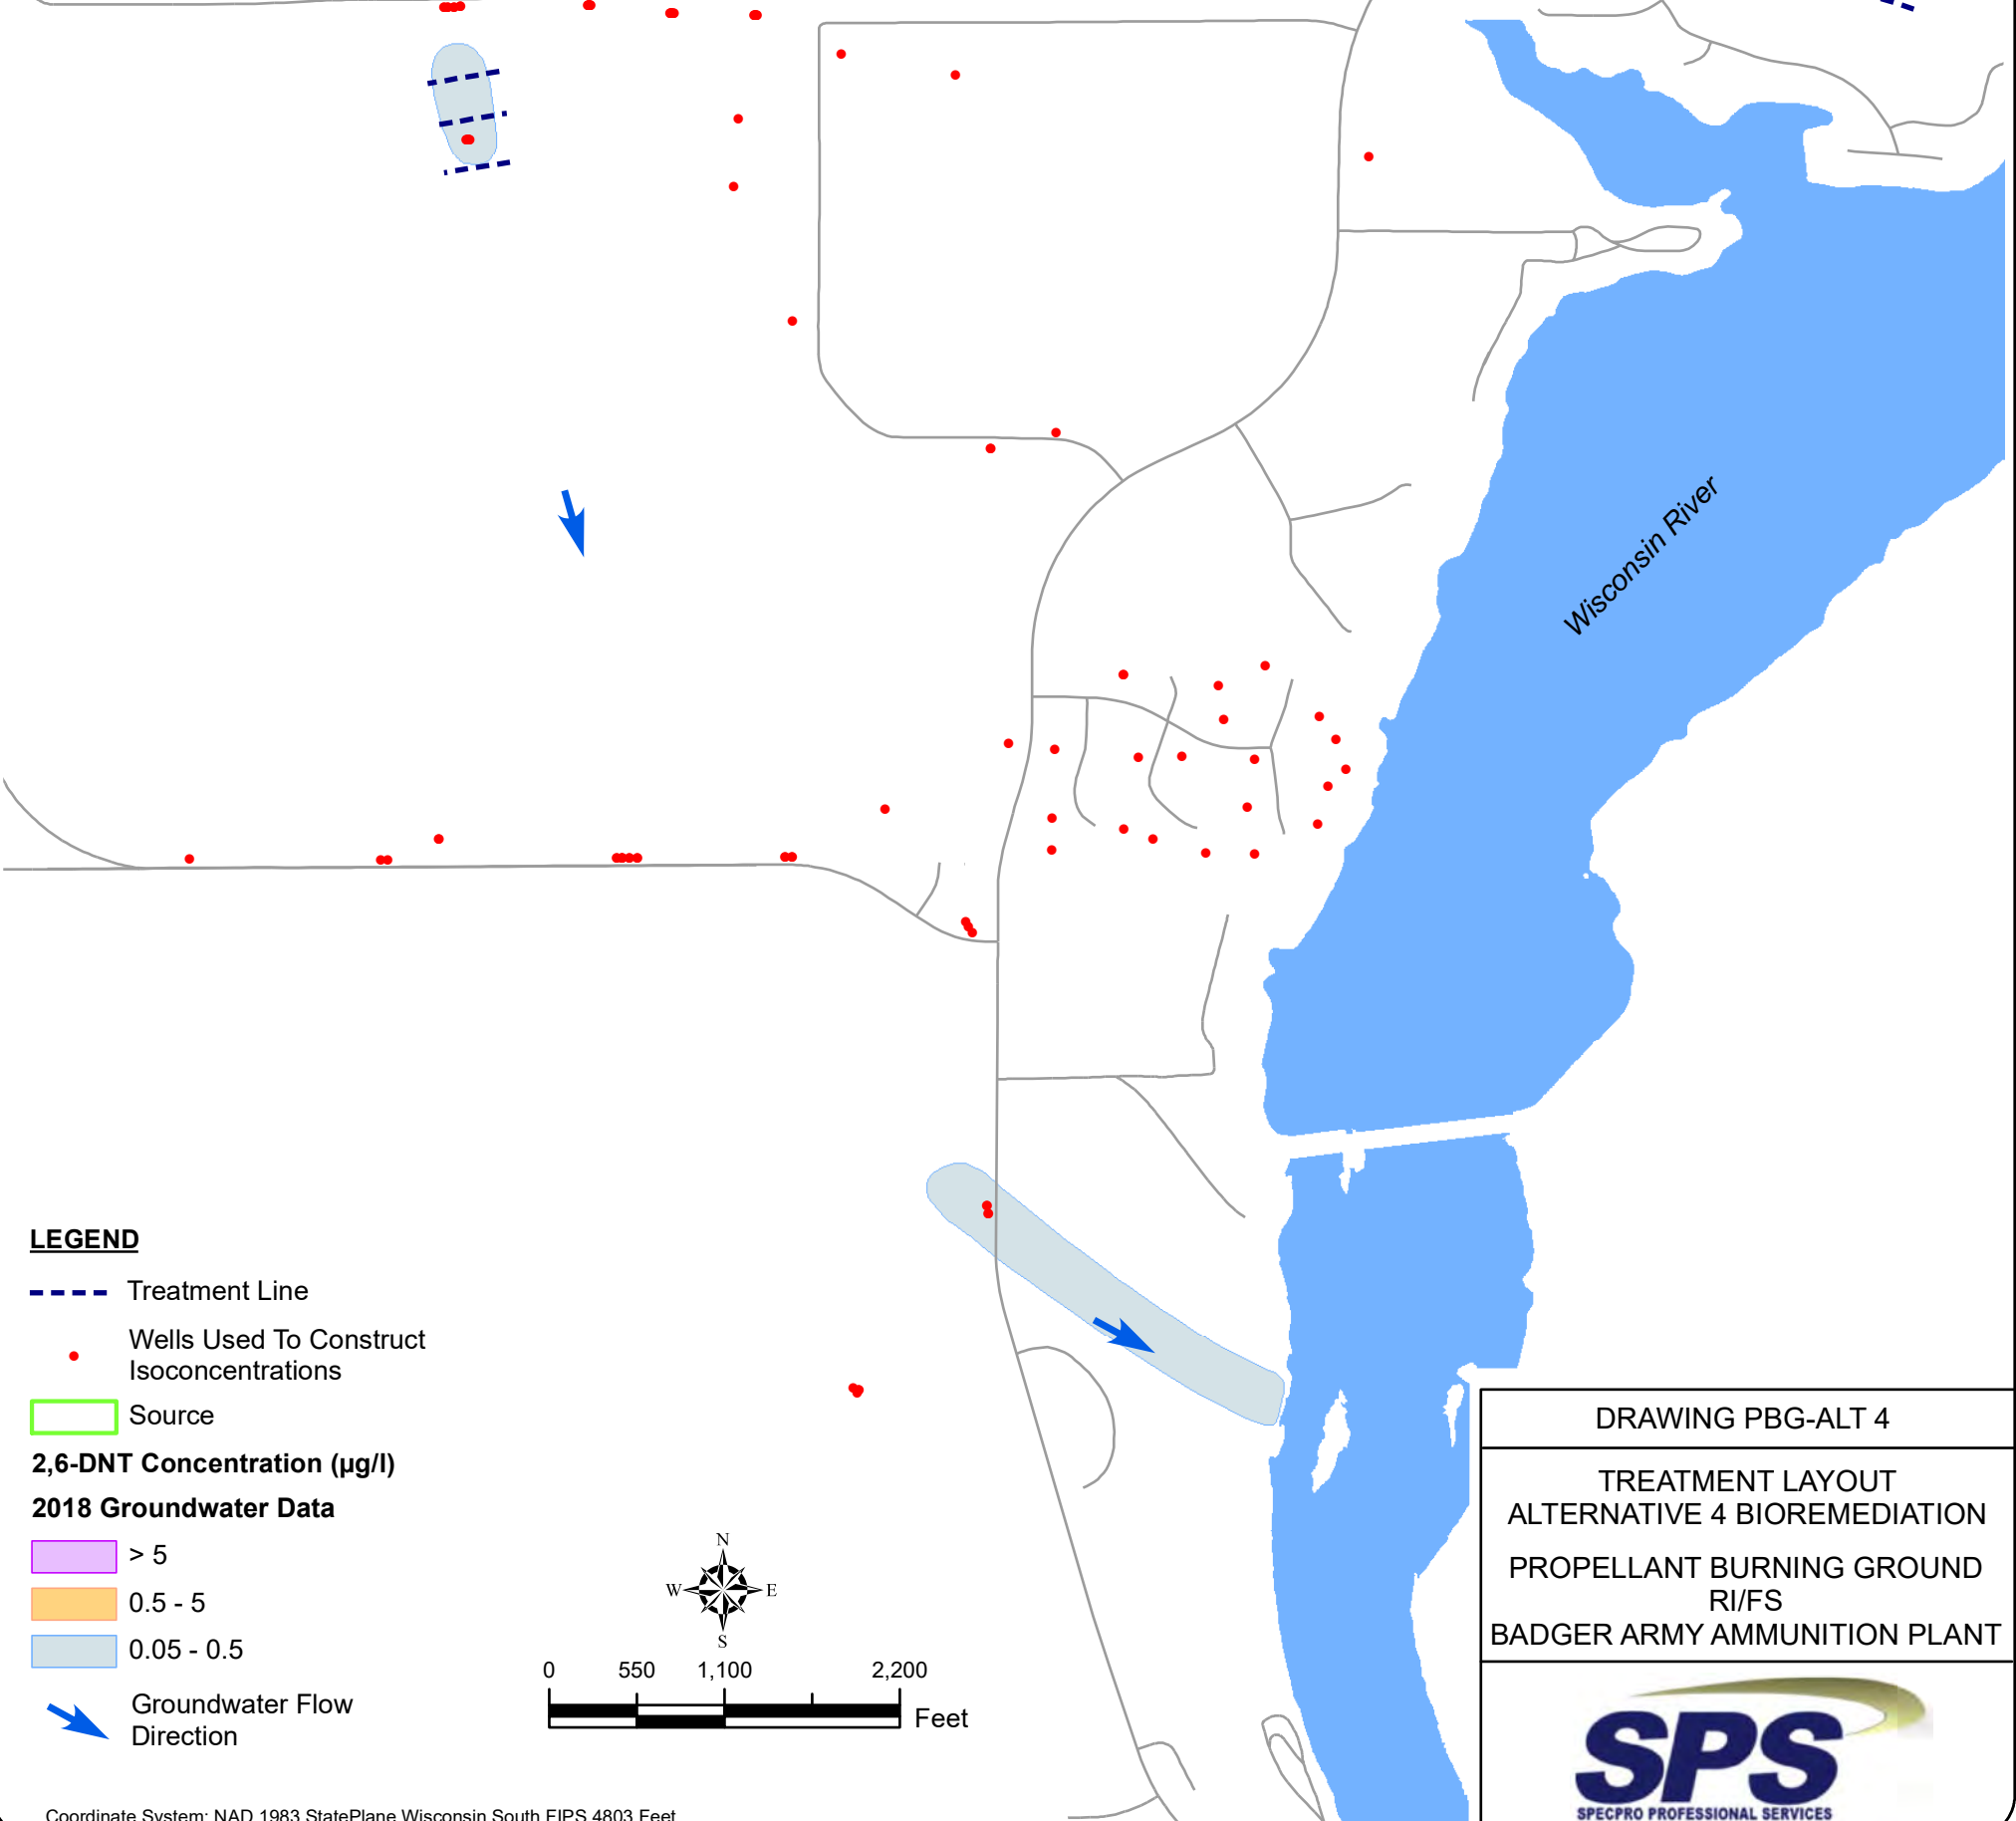 Wisconsin River
LEGEND
Treatment Line
Wells Used To Construct
Isoconcentrations
Source
2,6-DNT Concentration (µg/l)
2018 Groundwater Data
> 5
0.5 - 5
0.05 - 0.5
Groundwater Flow
Direction
N
W E
S
0 550 1,100 2,200
Feet
Coordinate System: NAD 1983 StatePlane Wisconsin South FIPS 4803 Feet
DRAWING PBG-ALT 4
TREATMENT LAYOUT
ALTERNATIVE 4 BIOREMEDIATION
PROPELLANT BURNING GROUND
RI/FS
BADGER ARMY AMMUNITION PLANT
SPS
SPECPRO PROFESSIONAL SERVICES